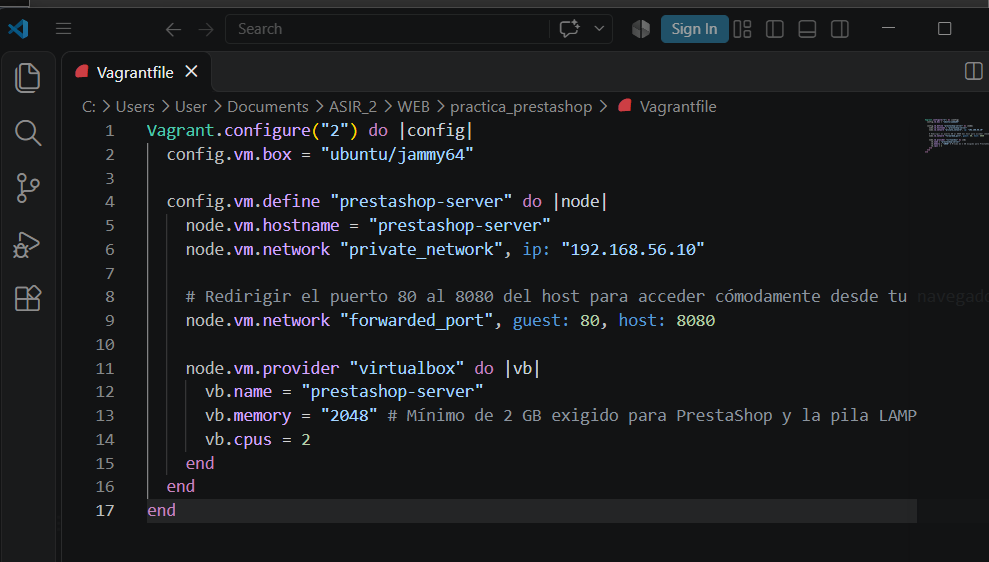 Search
Sign In
Vagrantfile
C: > Users > User > Documents > ASIR_2 > WEB > practica_prestashop > Vagrantfile
1 Vagrant.configure("2") do |config|
2   config.vm.box = "ubuntu/jammy64"
3
4   config.vm.define "prestashop-server" do |node|
5     node.vm.hostname = "prestashop-server"
6     node.vm.network "private_network", ip: "192.168.56.10"
7
8     # Redirigir el puerto 80 al 8080 del host para acceder cómodamente desde tu navegado
9     node.vm.network "forwarded_port", guest: 80, host: 8080
10
11     node.vm.provider "virtualbox" do |vb|
12       vb.name = "prestashop-server"
13       vb.memory = "2048" # Mínimo de 2 GB exigido para PrestaShop y la pila LAMP
14       vb.cpus = 2
15     end
16   end
17 end